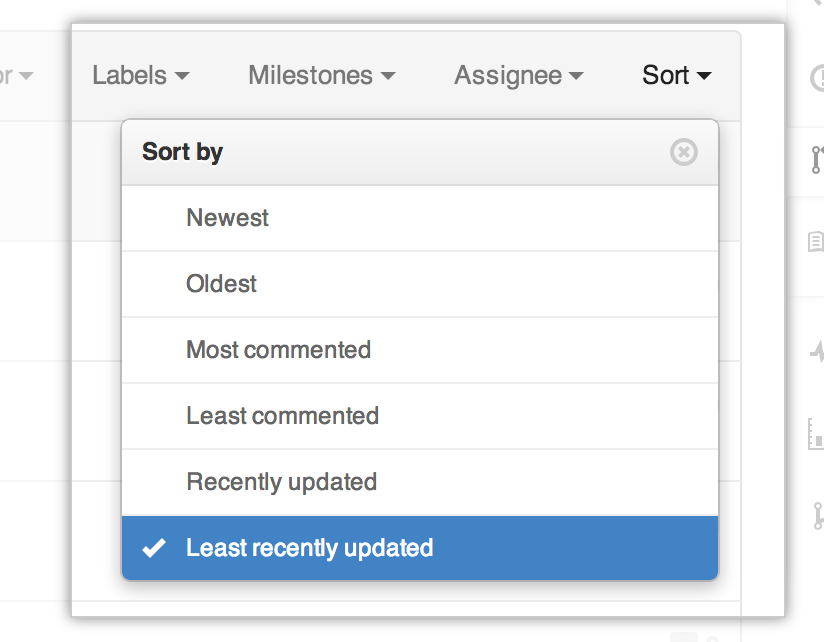 Labels Milestones Assignee Sort
Sort by
Newest
Oldest
Most commented
Least commented
Recently updated
Least recently updated